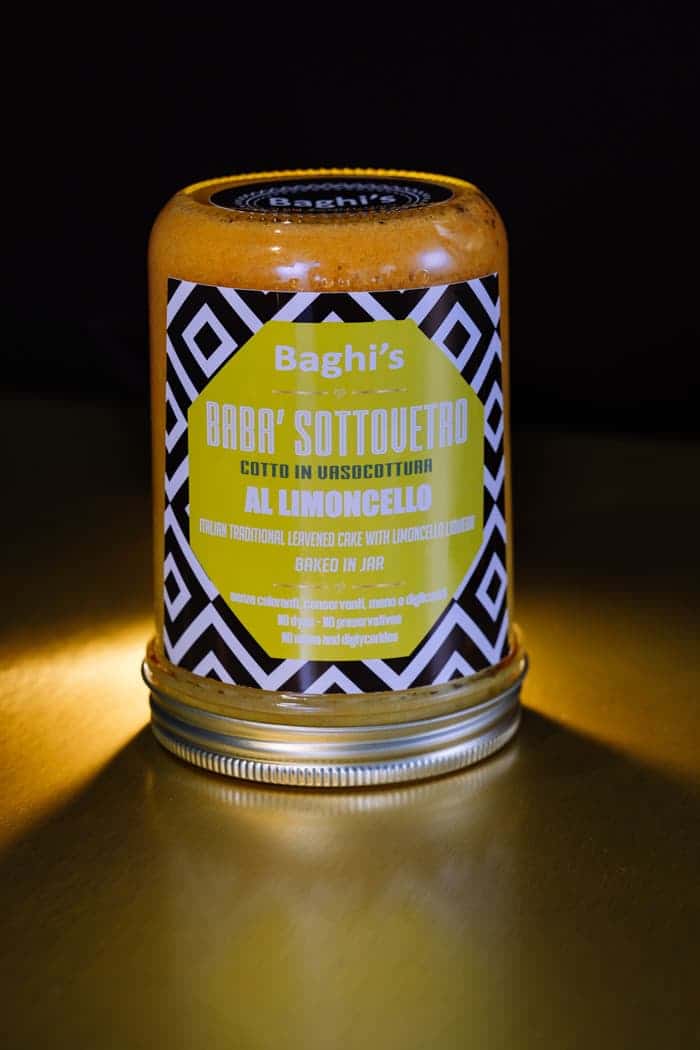 Baghi's
Baghi's
BABA' SOTTOVETRO
COTTO IN VASOCOTTURA
AL LIMONCELLO
ITALIAN TRADITIONAL LEAVENED CAKE WITH LIMONCELLO LIQUEUR
BAKED IN JAR
senza coloranti, conservanti, mono e digliceridi
NO dyes - NO preservatives
NO mono and diglycerides